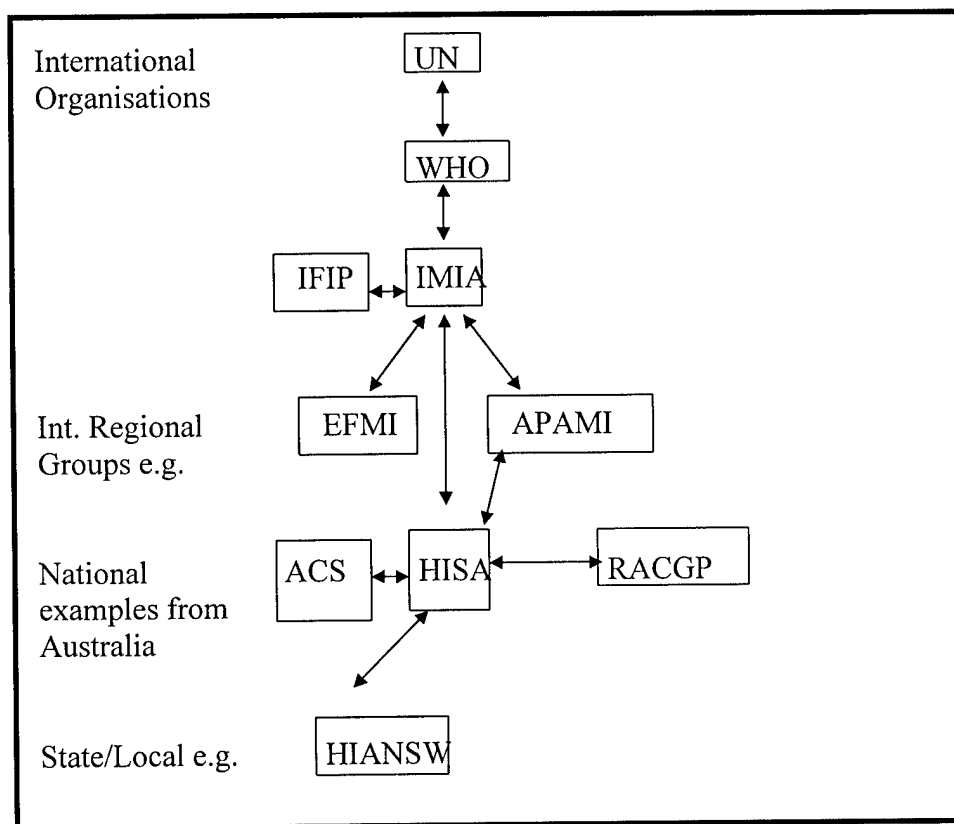 International
Organisations
UN
WHO
IFIP
IMIA
Int. Regional
Groups e.g.
EFMI
APAMI
National
examples from
Australia
ACS
HISA
RACGP
State/Local e.g.
HIANSW